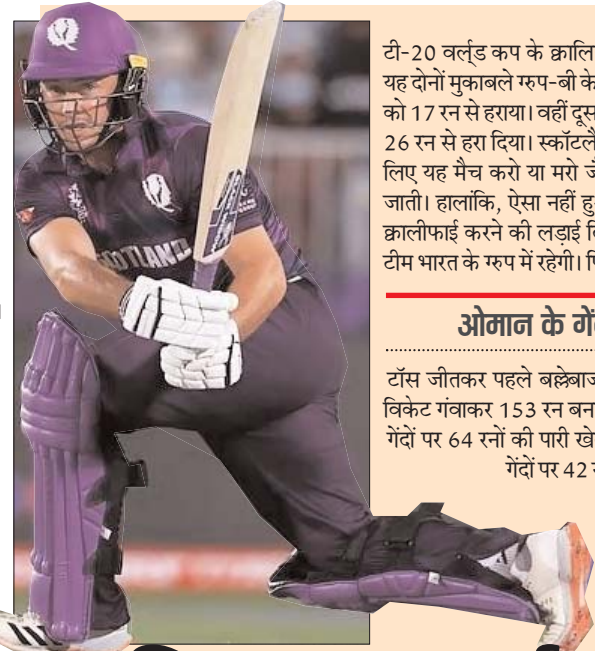 SCOTLAND
टी-20 वर्ल्ड कप के क्वालि
यह दोनों मुकाबले ग्रुप-बी के
को 17 रन से हराया। वहीं दूस
26 रन से हरा दिया। स्कॉटलै
लिए यह मैच करो या मरो जै
जाती। हालांकि, ऐसा नहीं हु
क्वालीफाई करने की लड़ाई
टीम भारत के ग्रुप में रहेगी।
ओमान के गें
टॉस जीतकर पहले बल्लेबाज
विकेट गंवाकर 153 रन बना
गेंदों पर 64 रनों की पारी खे
गेंदों पर 42